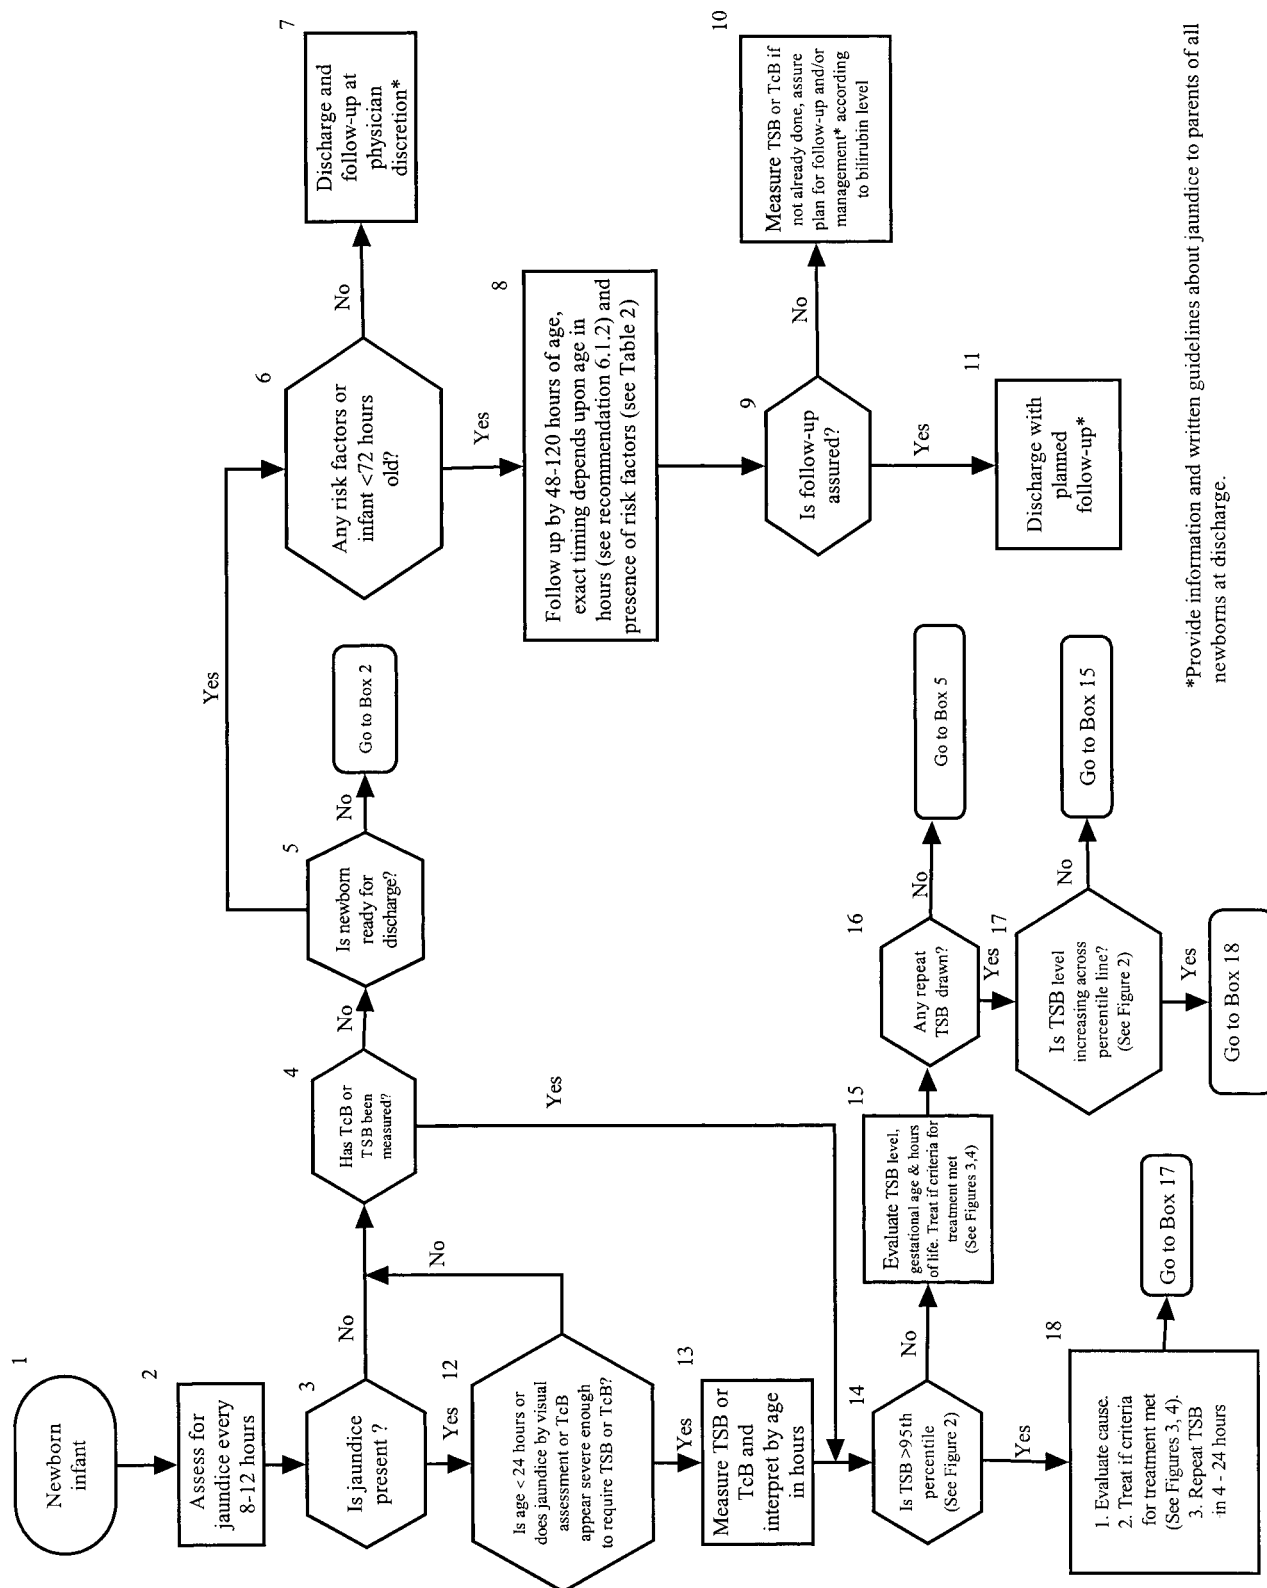 1
Newborn
infant
2
Assess for
jaundice every
8-12 hours
3
Is jaundice
present ?
No
Yes
4
Has TcB or
TSB been
measured?
No
Yes
5
Is newborn
ready for
discharge?
No
Go to Box 2
Yes
6
Any risk factors or
infant <72 hours
old?
No
Yes
7
Discharge and
follow-up at
physician
discretion*
8
Follow up by 48-120 hours of age,
exact timing depends upon age in
hours (see recommendation 6.1.2) and
presence of risk factors (see Table 2)
9
Is follow-up
assured?
No
Yes
10
Measure TSB or TcB if
not already done, assure
plan for follow-up and/or
management* according
to bilirubin level
11
Discharge with
planned
follow-up*
12
Is age < 24 hours or
does jaundice by visual
assessment or TcB
appear severe enough
to require TSB or TcB?
No
Yes
13
Measure TSB or
TcB and
interpret by age
in hours
14
Is TSB >95th
percentile
(See Figure 2)
No
Yes
15
Evaluate TSB level,
gestational age & hours
of life. Treat if criteria for
treatment met
(See Figures 3,4)
16
Any repeat
TSB drawn?
No
Go to Box 5
Yes
17
Is TSB level
increasing across
percentile line?
(See Figure 2)
No
Go to Box 15
Yes
Go to Box 18
18
1. Evaluate cause.
2. Treat if criteria
for treatment met
(See Figures 3, 4).
3. Repeat TSB
in 4 - 24 hours
Go to Box 17
*Provide information and written guidelines about jaundice to parents of all
newborns at discharge.